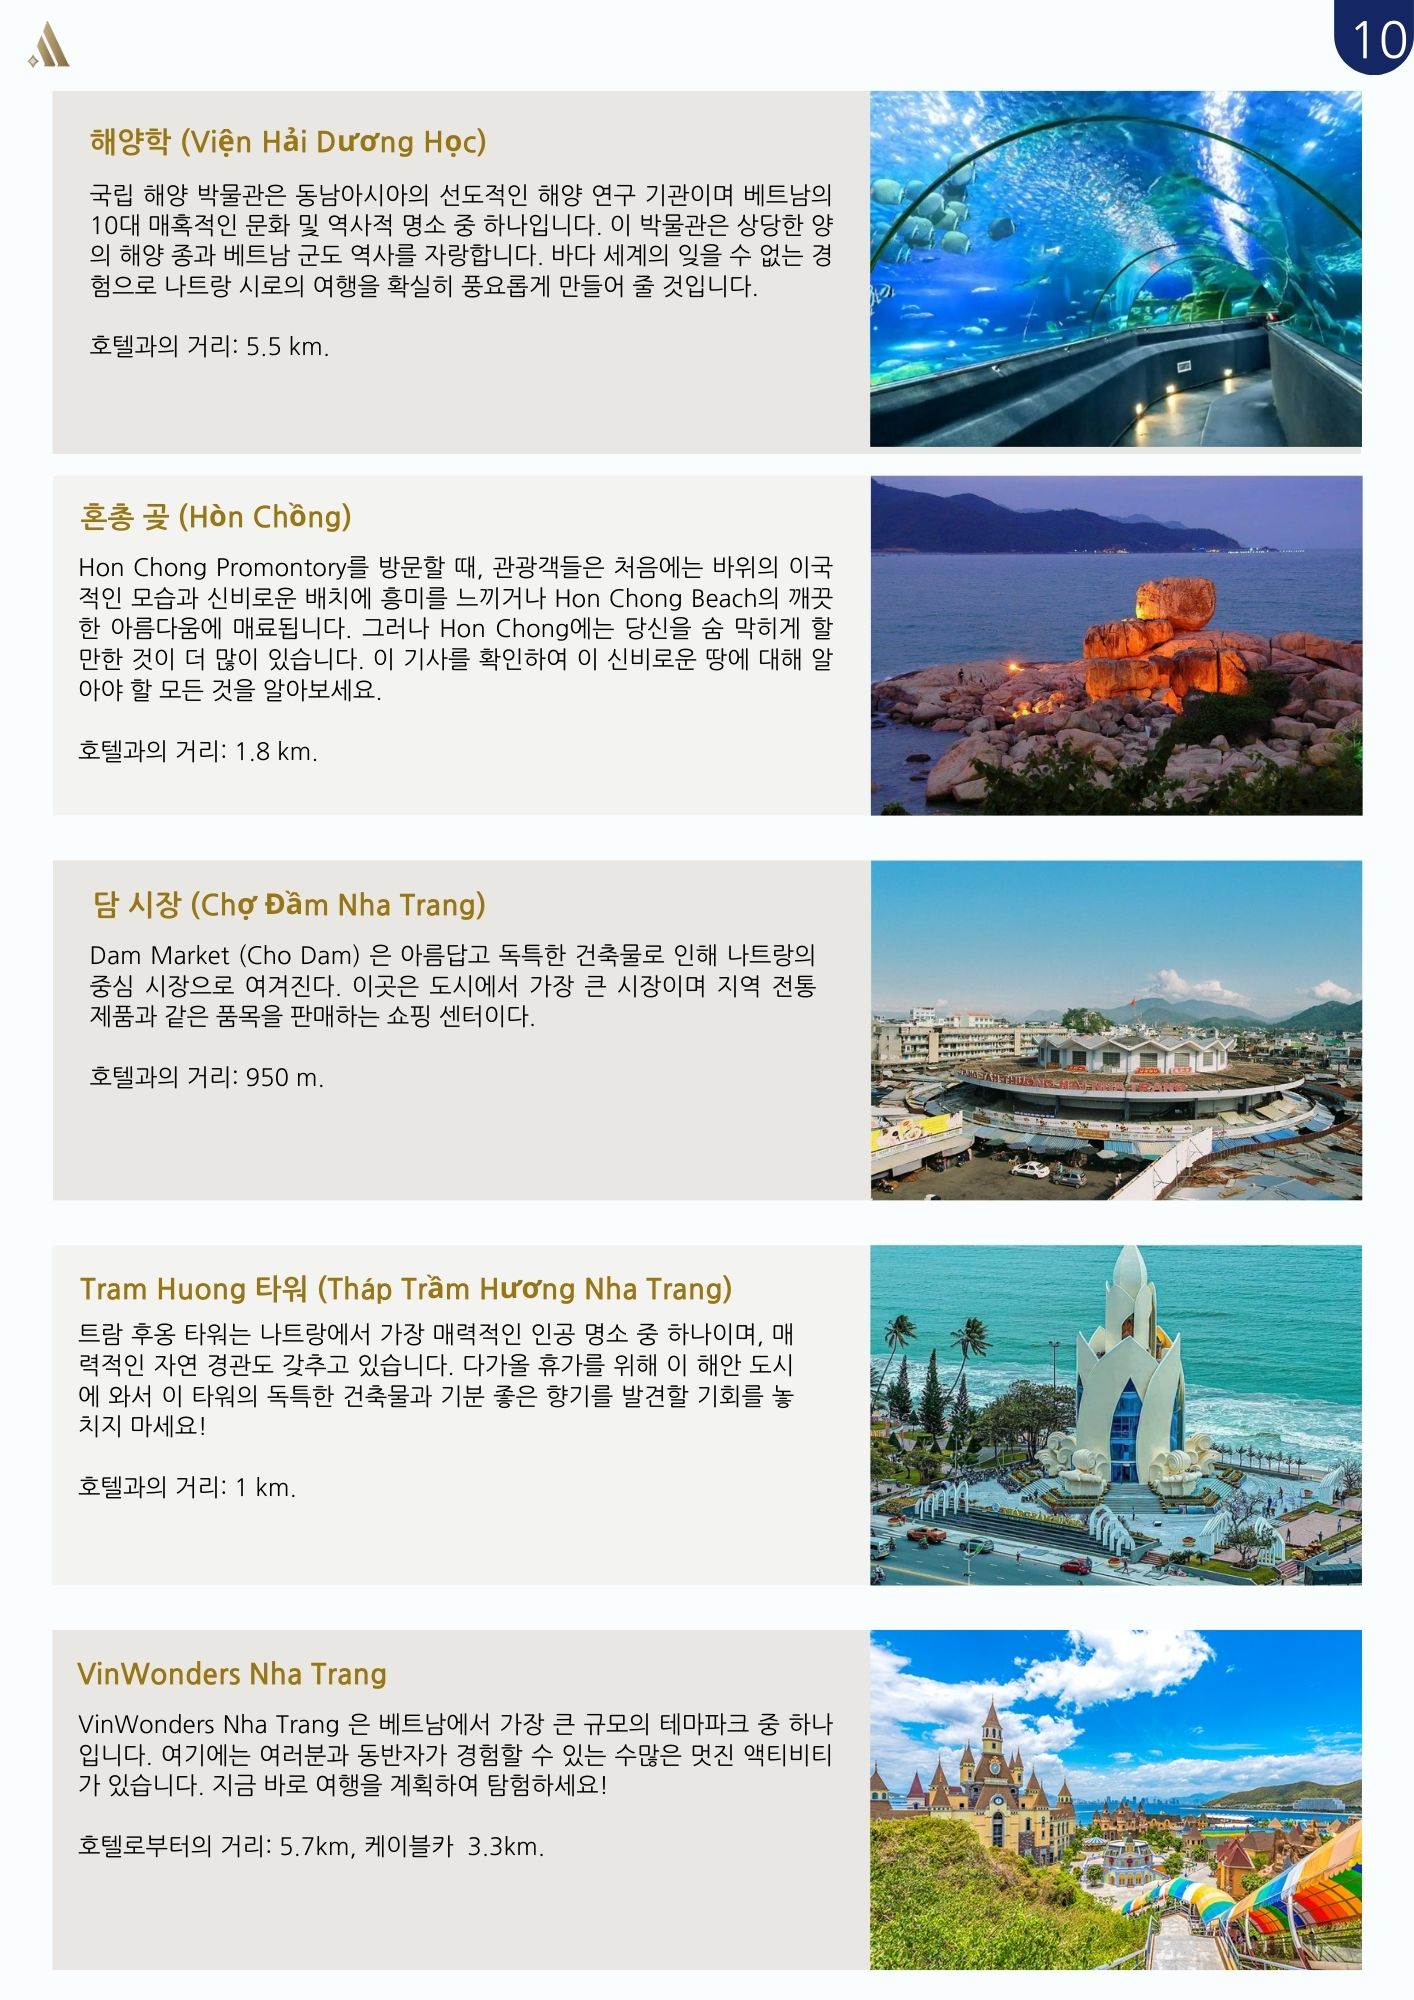 10
해양학 (Viện Hải Dương Học)
국립 해양 박물관은 동남아시아의 선도적인 해양 연구 기관이며 베트남의
10대 매혹적인 문화 및 역사적 명소 중 하나입니다. 이 박물관은 상당한 양
의 해양 종과 베트남 군도 역사를 자랑합니다. 바다 세계의 잊을 수 없는 경
험으로 나트랑 시로의 여행을 확실히 풍요롭게 만들어 줄 것입니다.
호텔과의 거리: 5.5 km.
혼총 곶 (Hòn Chồng)
Hon Chong Promontory를 방문할 때, 관광객들은 처음에는 바위의 이국
적인 모습과 신비로운 배치에 흥미를 느끼거나 Hon Chong Beach의 깨끗
한 아름다움에 매료됩니다. 그러나 Hon Chong에는 당신을 숨 막히게 할
만한 것이 더 많이 있습니다. 이 기사를 확인하여 이 신비로운 땅에 대해 알
아야 할 모든 것을 알아보세요.
호텔과의 거리: 1.8 km.
담 시장 (Chợ Đầm Nha Trang)
Dam Market (Cho Dam) 은 아름답고 독특한 건축물로 인해 나트랑의
중심 시장으로 여겨진다. 이곳은 도시에서 가장 큰 시장이며 지역 전통
제품과 같은 품목을 판매하는 쇼핑 센터이다.
호텔과의 거리: 950 m.
Tram Huong 타워 (Tháp Trầm Hương Nha Trang)
트람 후옹 타워는 나트랑에서 가장 매력적인 인공 명소 중 하나이며, 매
력적인 자연 경관도 갖추고 있습니다. 다가올 휴가를 위해 이 해안 도시
에 와서 이 타워의 독특한 건축물과 기분 좋은 향기를 발견할 기회를 놓
치지 마세요!
호텔과의 거리: 1 km.
VinWonders Nha Trang
VinWonders Nha Trang 은 베트남에서 가장 큰 규모의 테마파크 중 하나
입니다. 여기에는 여러분과 동반자가 경험할 수 있는 수많은 멋진 액티비티
가 있습니다. 지금 바로 여행을 계획하여 탐험하세요!
호텔로부터의 거리: 5.7km, 케이블카 3.3km.